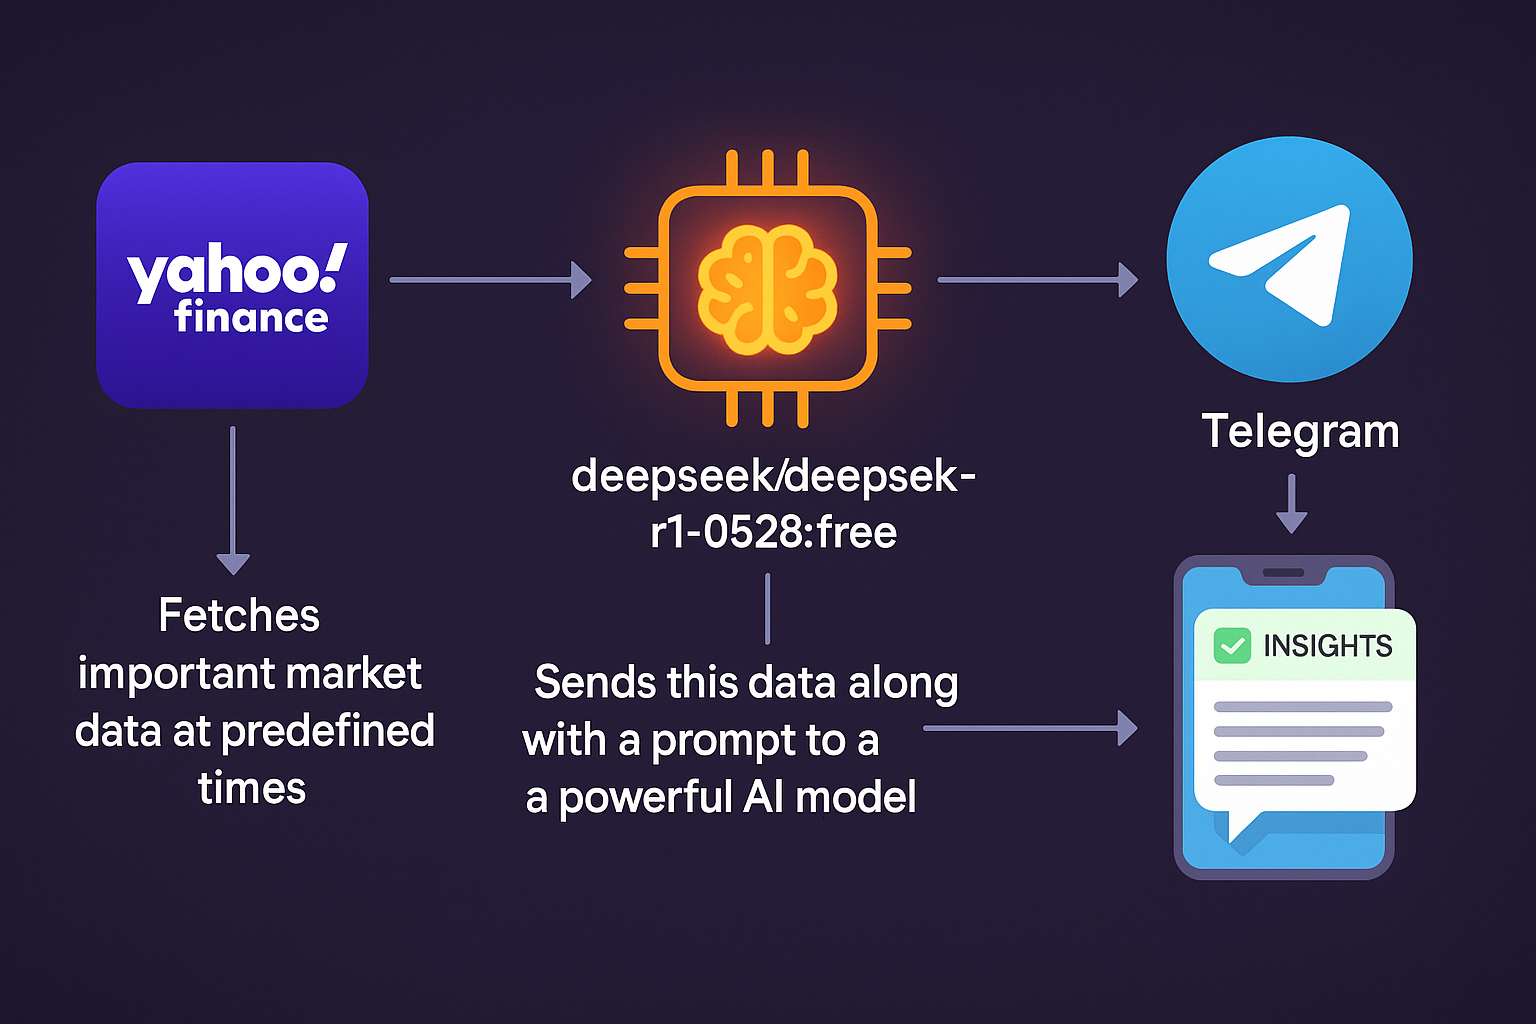 yahoo!
finance
deepseek/deepsek-
r1-0528:free
Telegram
Fetches
important market
data at predefined
times
Sends this data along
with a prompt to a
a powerful AI model
INSIGHTS